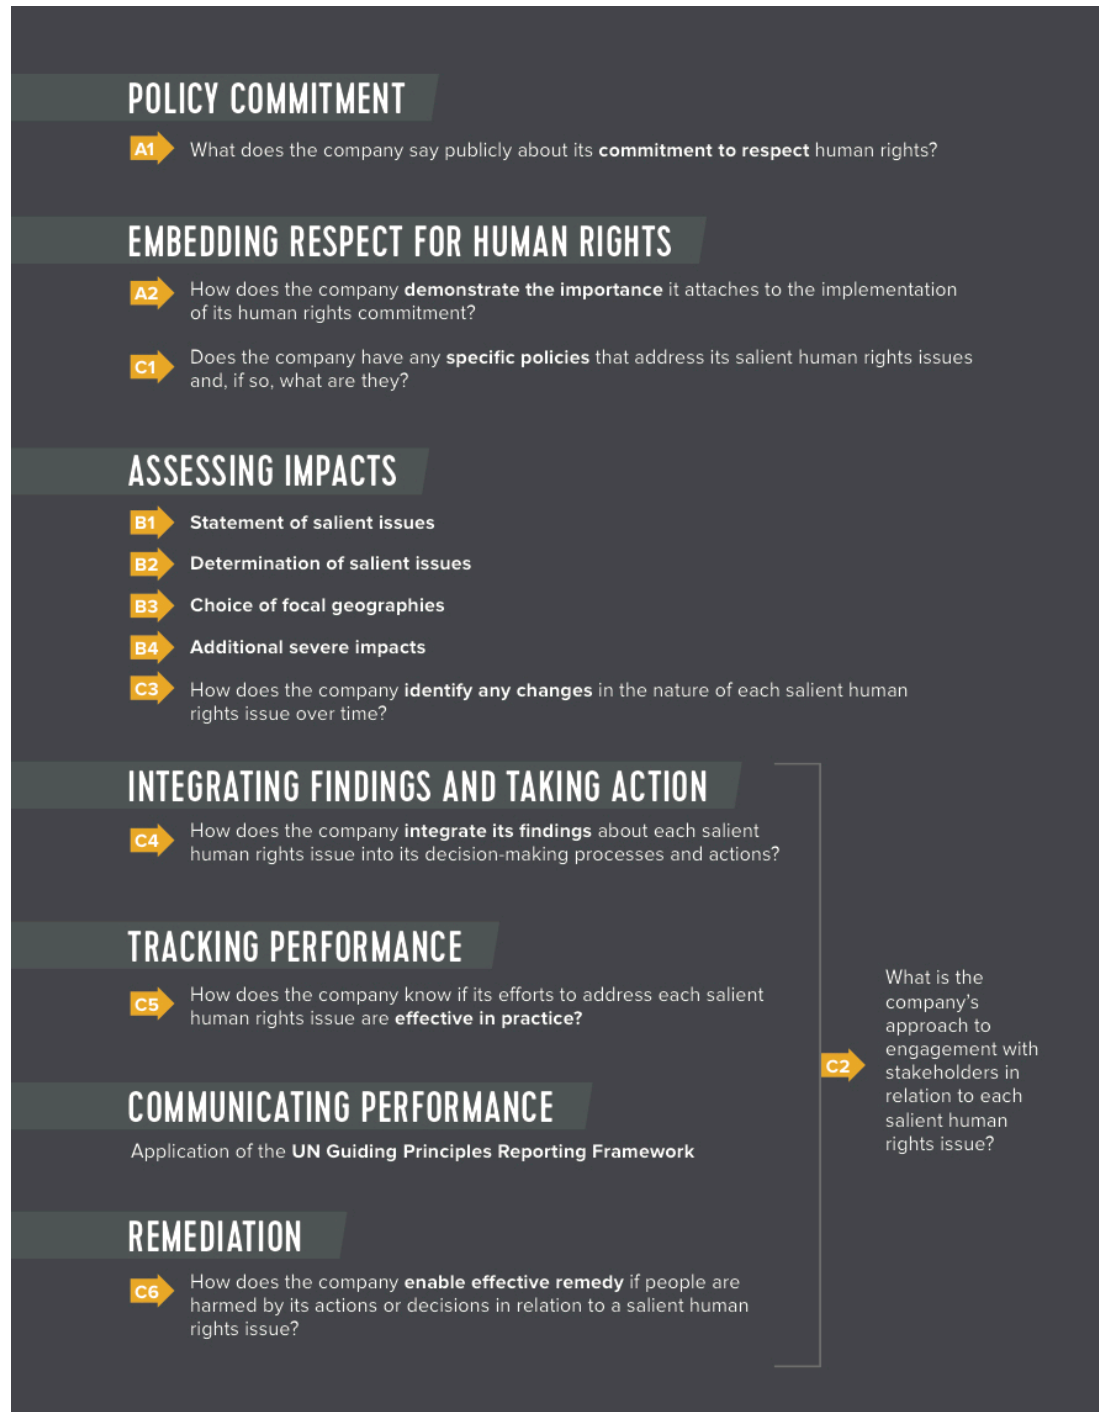 POLICY COMMITMENT
A1 What does the company say publicly about its commitment to respect human rights?
EMBEDDING RESPECT FOR HUMAN RIGHTS
A2 How does the company demonstrate the importance it attaches to the implementation
of its human rights commitment?
C1 Does the company have any specific policies that address its salient human rights issues
and, if so, what are they?
ASSESSING IMPACTS
B1 Statement of salient issues
B2 Determination of salient issues
B3 Choice of focal geographies
B4 Additional severe impacts
C3 How does the company identify any changes in the nature of each salient human
rights issue over time?
INTEGRATING FINDINGS AND TAKING ACTION
C4 How does the company integrate its findings about each salient
human rights issue into its decision-making processes and actions?
TRACKING PERFORMANCE
C5 How does the company know if its efforts to address each salient
human rights issue are effective in practice?
COMMUNICATING PERFORMANCE
Application of the UN Guiding Principles Reporting Framework
REMEDIATION
C6 How does the company enable effective remedy if people are
harmed by its actions or decisions in relation to a salient human
rights issue?
C2 What is the
company's
approach to
engagement with
stakeholders in
relation to each
salient human
rights issue?